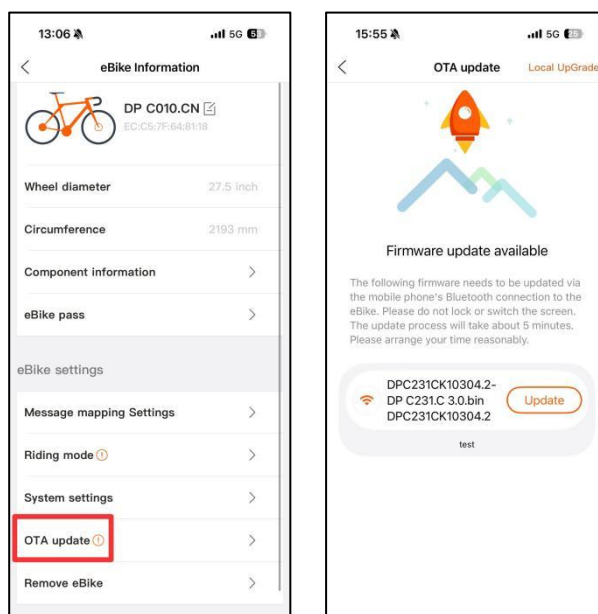 13:06
5G 51
eBike Information
DP C010.CN
EC:C5:7F:64:81:18
Wheel diameter 27.5 inch
Circumference 2193 mm
Component information
eBike pass
eBike settings
Message mapping Settings
Riding mode
System settings
OTA update
Remove eBike
15:55
5G 25
OTA update
Local UpGrade
Firmware update available
The following firmware needs to be updated via
the mobile phone's Bluetooth connection to the
eBike. Please do not lock or switch the screen.
The update process will take about 5 minutes.
Please arrange your time reasonably.
DPC231CK10304.2-
DP C231.C 3.0.bin
DPC231CK10304.2
Update
test